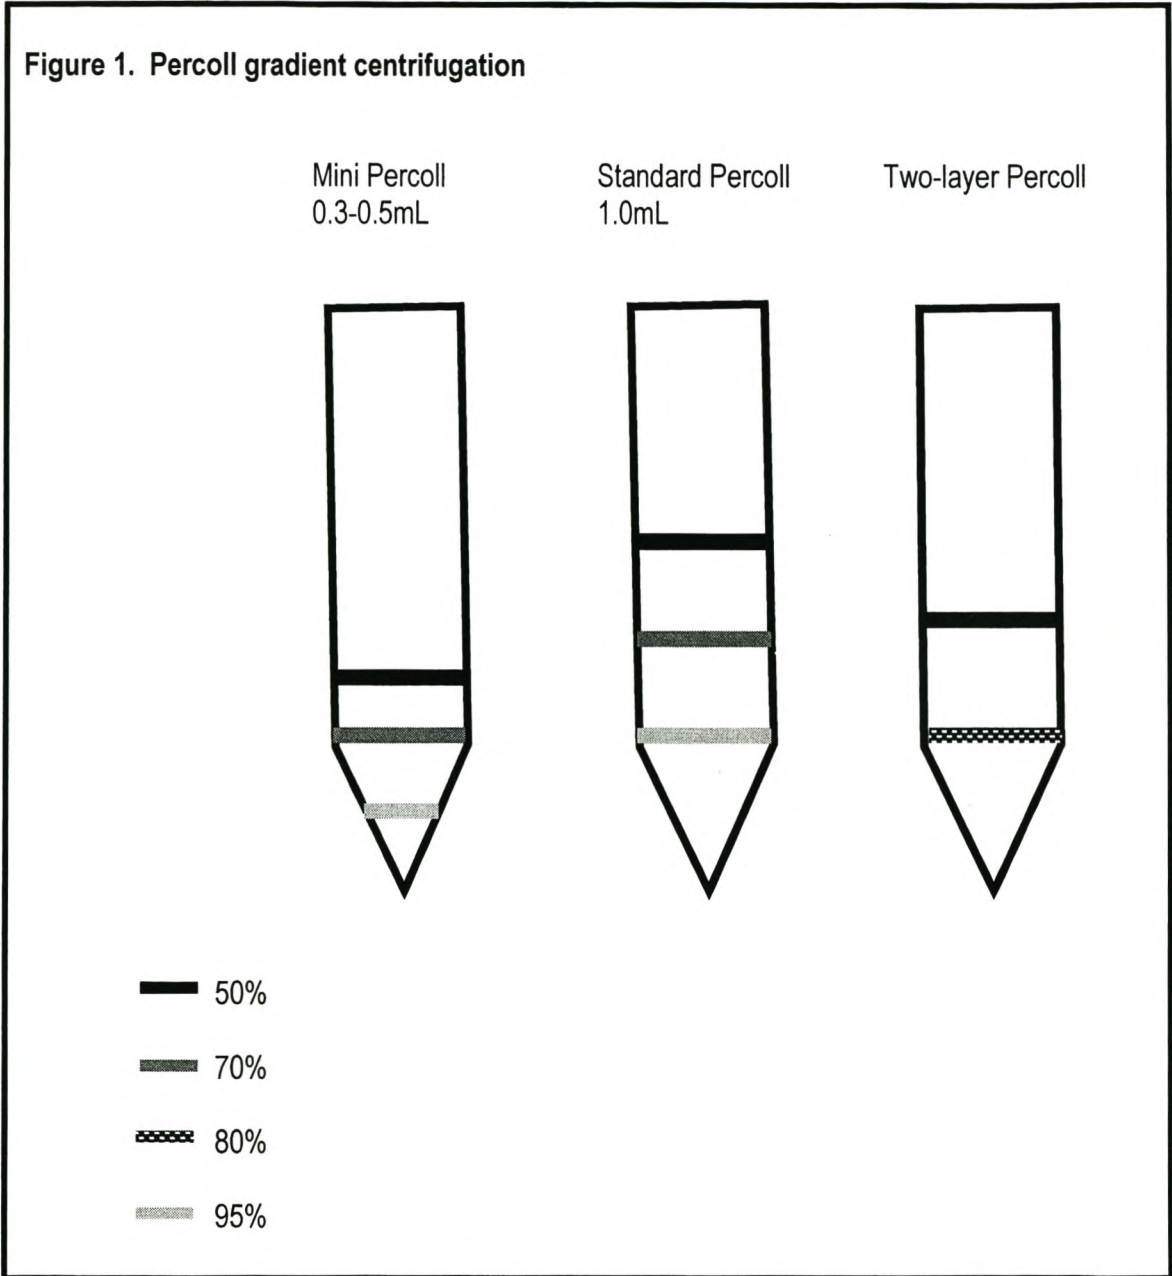 Figure 1. Percoll gradient centrifugation
Mini Percoll
0.3-0.5mL
Standard Percoll
1.0mL
Two-layer Percoll
50%
70%
80%
95%